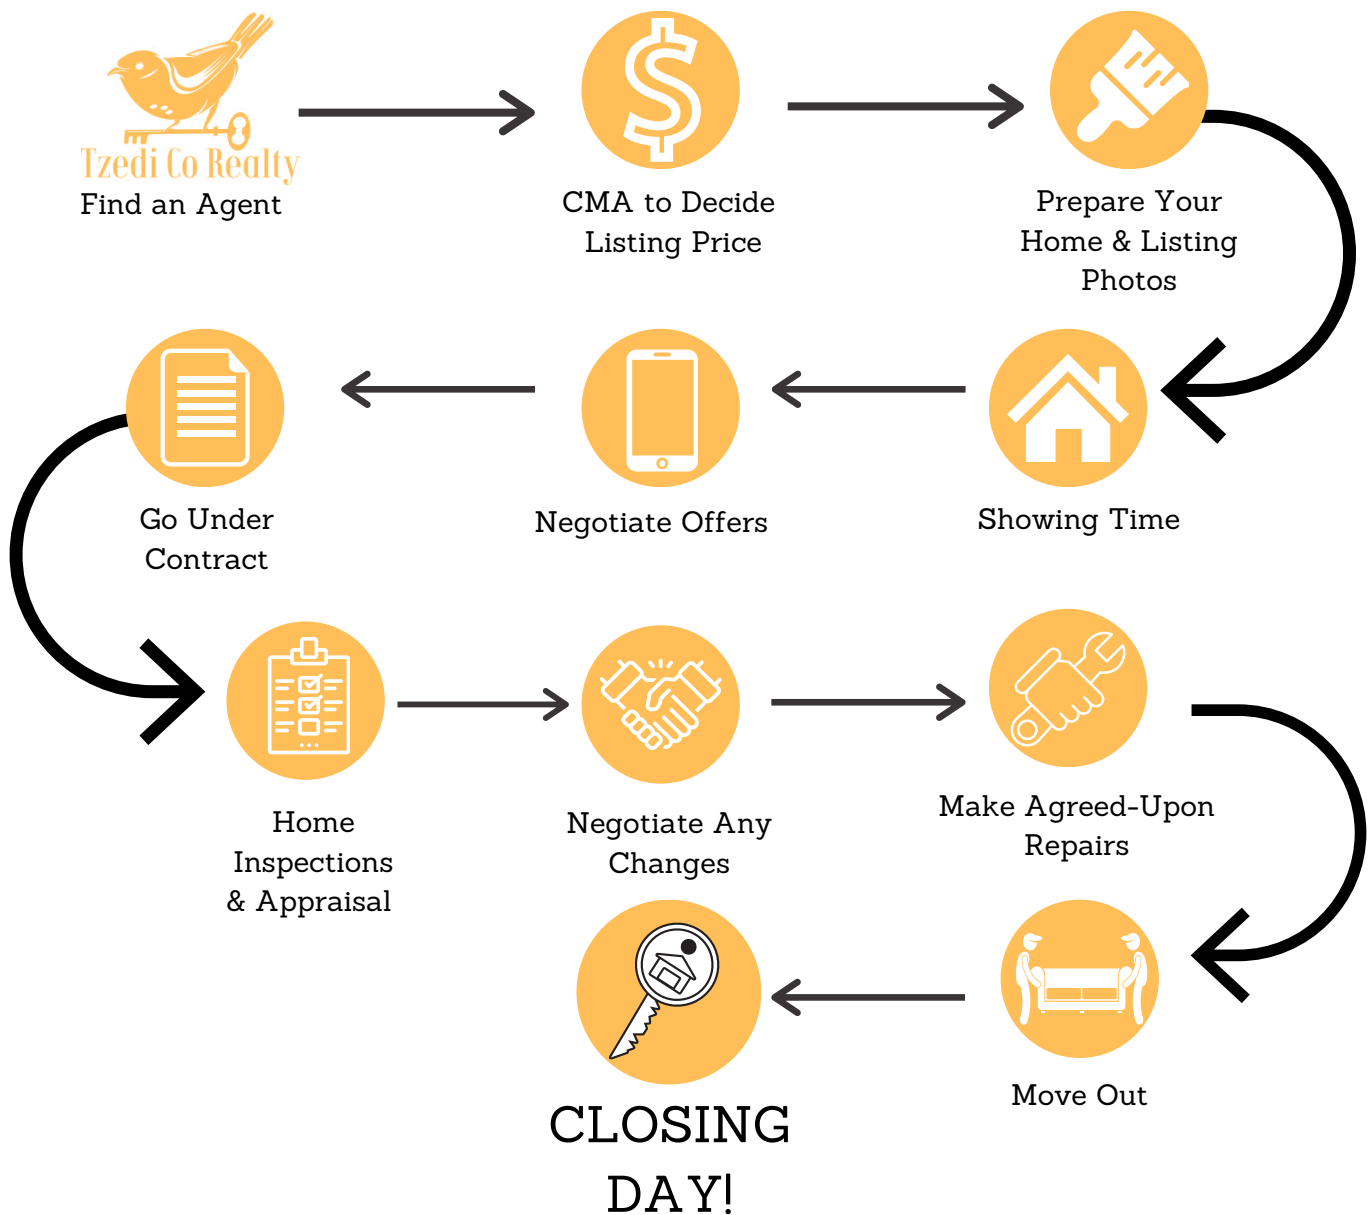 Tzedi Co Realty
Find an Agent
CMA to Decide
Listing Price
Prepare Your
Home & Listing
Photos
Showing Time
Negotiate Offers
Go Under
Contract
Home
Inspections
& Appraisal
Negotiate Any
Changes
Make Agreed-Upon
Repairs
Move Out
CLOSING
DAY!